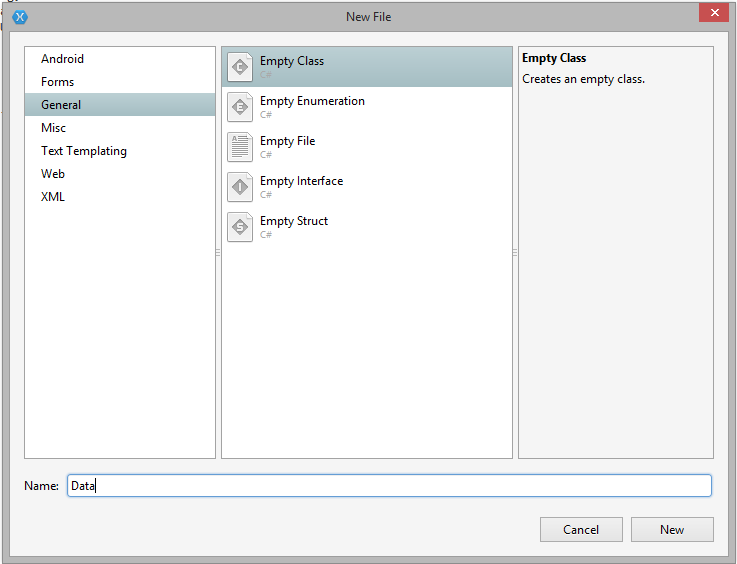 New File
Android
Forms
General
Misc
Text Templating
Web
XML
Empty Class
C#
Empty Enumeration
C#
Empty File
C#
Empty Interface
C#
Empty Struct
C#
Empty Class
Creates an empty class.
Name: Data
Cancel New